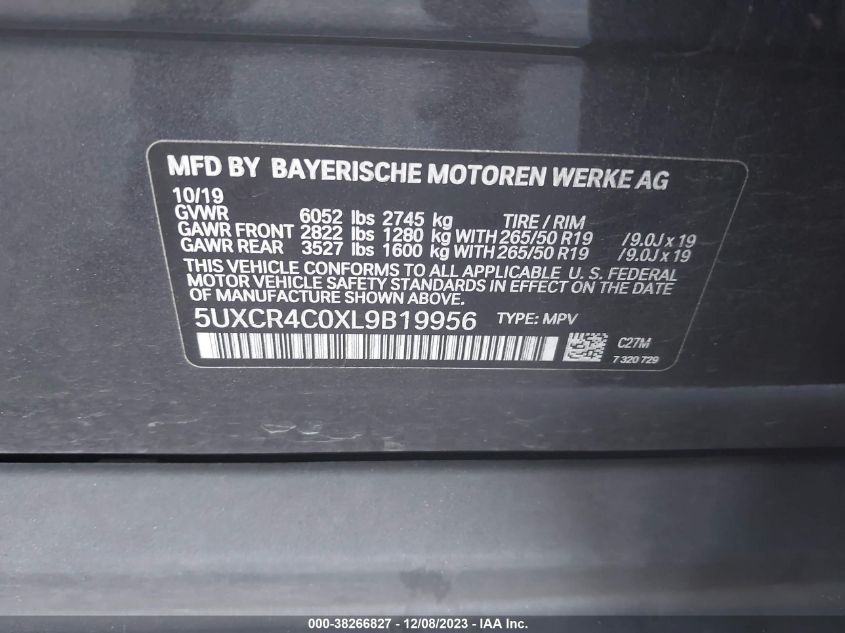 MFD BY BAYERISCHE MOTOREN WERKE AG
10/19
GVWR 6052 lbs 2745 kg TIRE / RIM
GAWR FRONT 2822 lbs 1280 kg WITH 265/50 R19 /9.0J x 19
GAWR REAR 3527 lbs 1600 kg WITH 265/50 R19 /9.0J x 19
THIS VEHICLE CONFORMS TO ALL APPLICABLE U. S. FEDERAL
MOTOR VEHICLE SAFETY STANDARDS IN EFFECT ON THE DATE
OF MANUFACTURE SHOWN ABOVE.
5UXCR4C0XL9B19956 TYPE: MPV
C27M
7 320 729
000-38266827 - 12/08/2023 - IAA Inc.